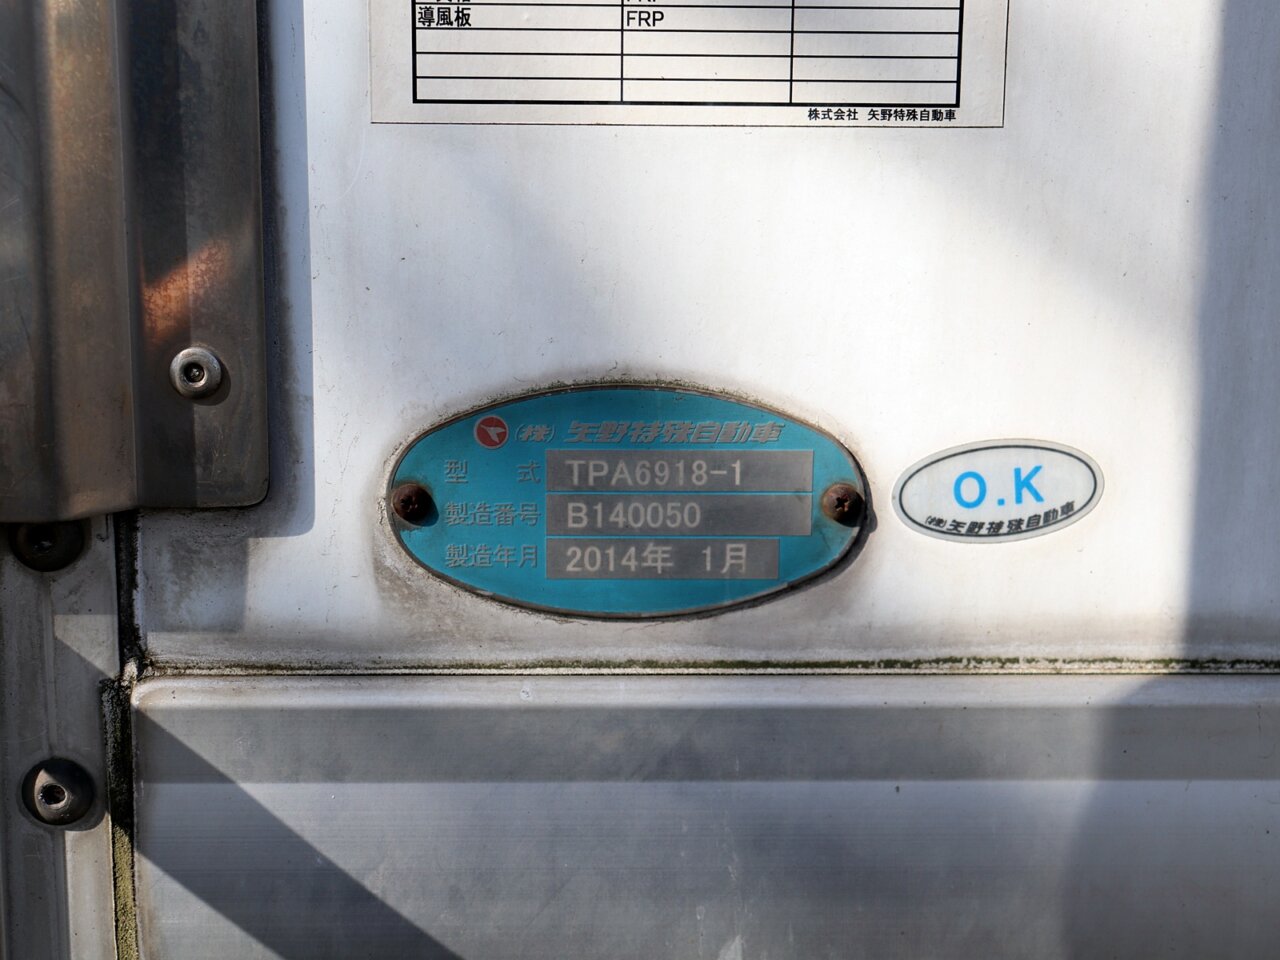 導風板 FRP
株式会社 矢野特殊自動車
(株) 矢野特殊自動車
型 式 TPA6918-1
製造番号 B140050
製造年月 2014年 1月
O.K
(株)矢野特殊自動車